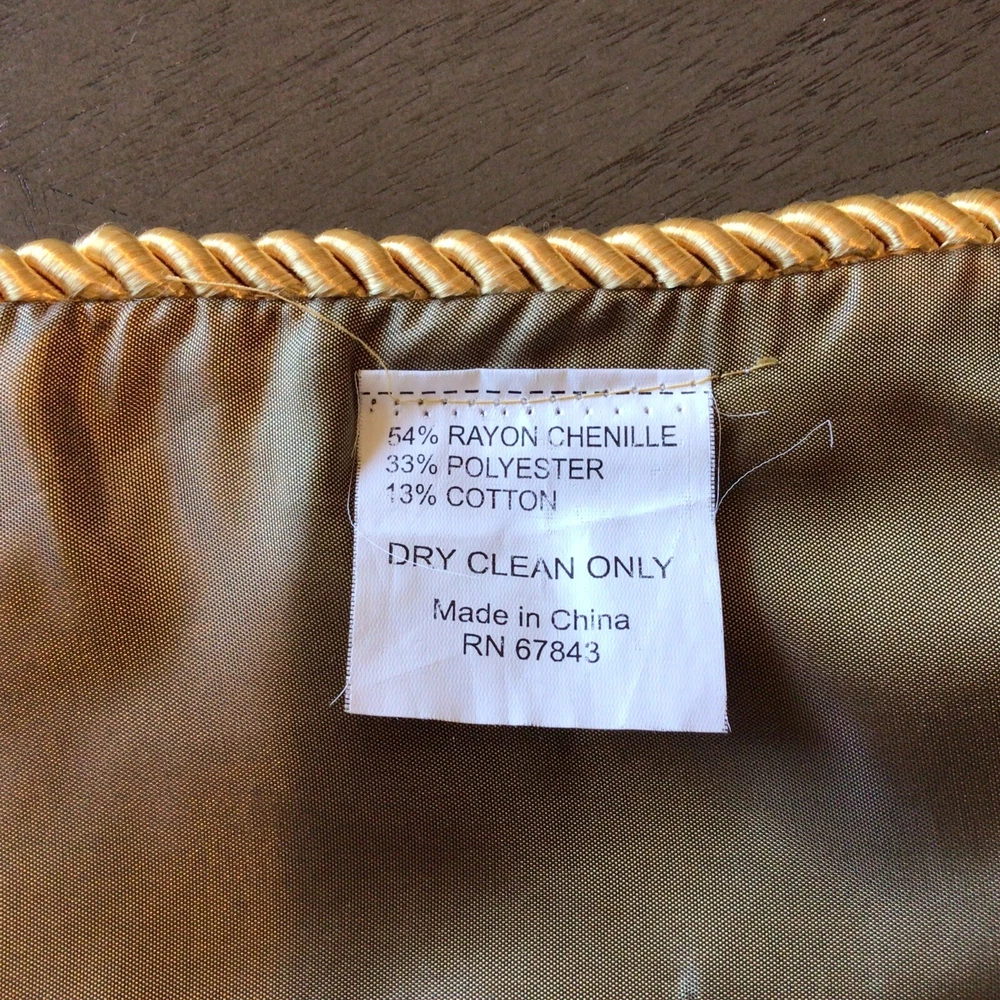 54% RAYON CHENILLE
33% POLYESTER
13% COTTON
DRY CLEAN ONLY
Made in China
RN 67843